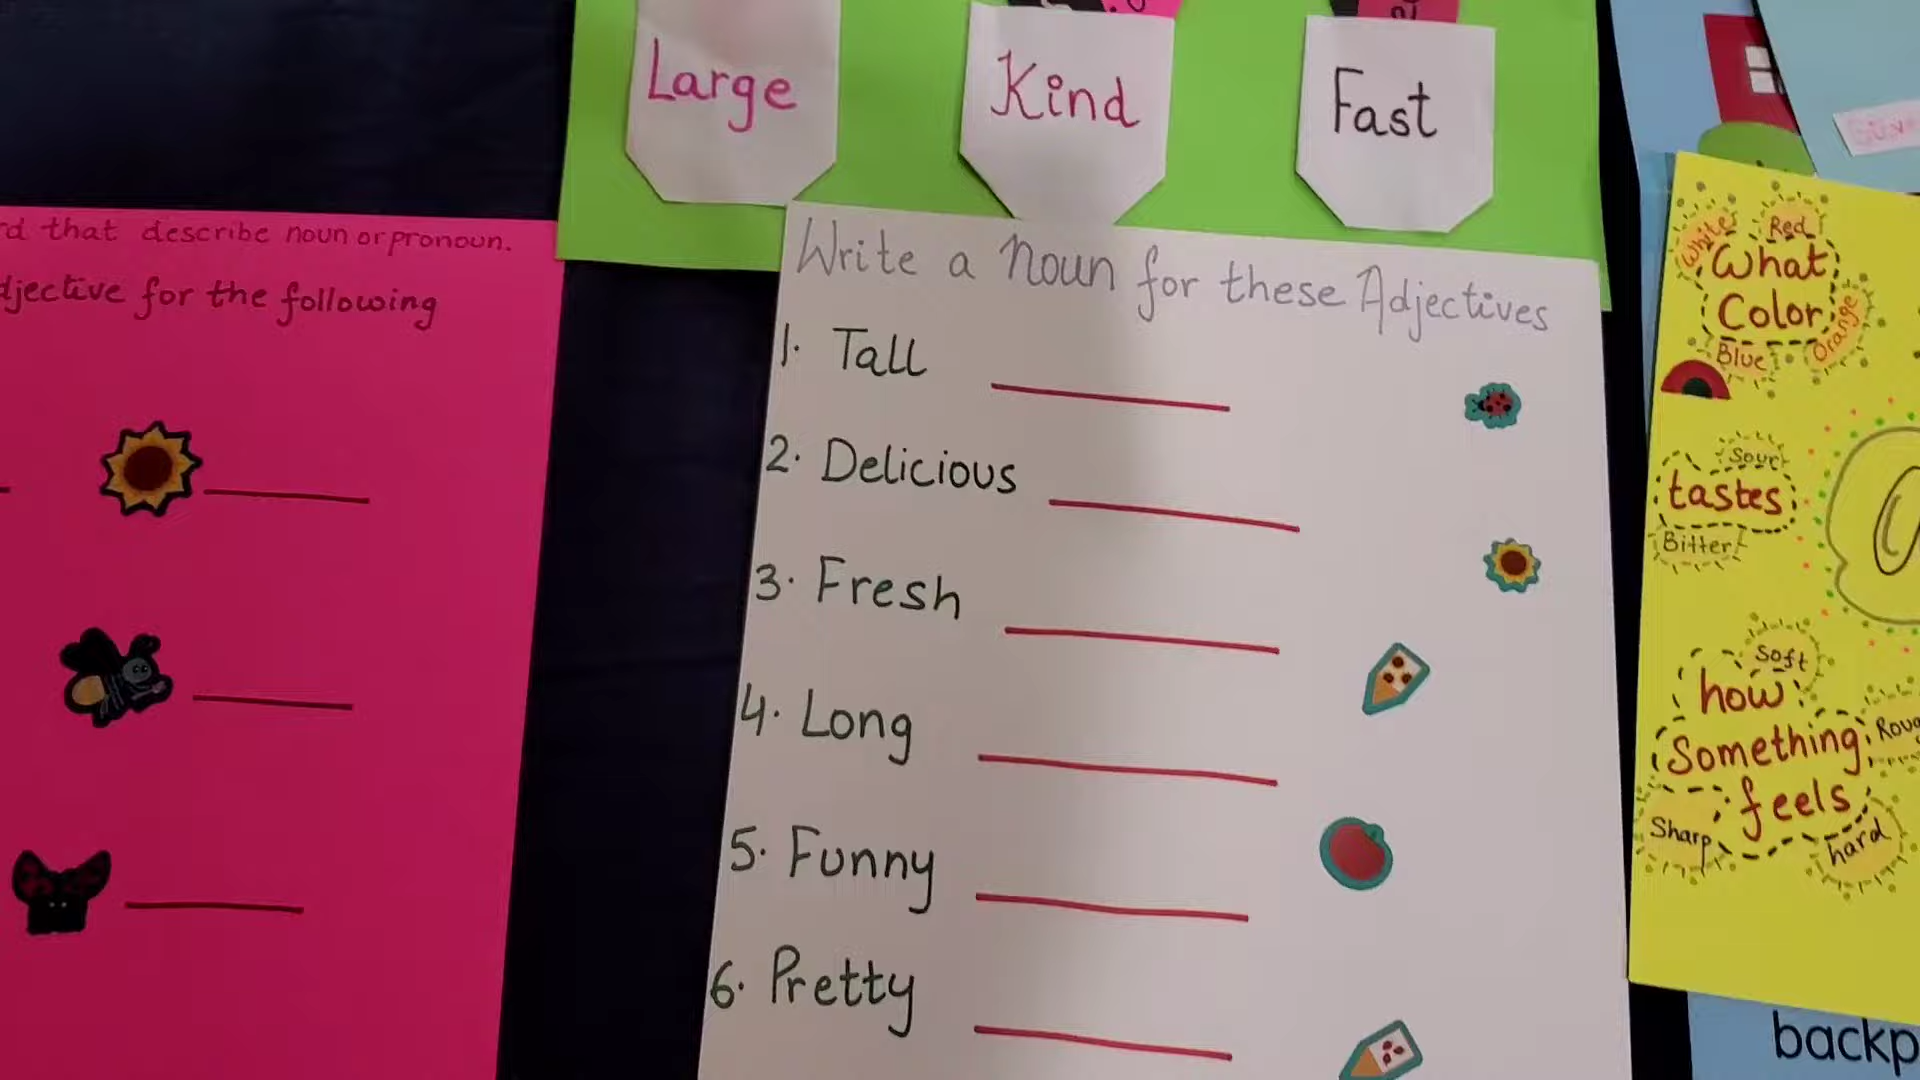 Large
Kind
Fast
rd that describe noun or pronoun.
djective for the following
Write a Noun for these Adjectives
1. Tall
2. Delicious
3. Fresh
4. Long
5. Funny
6. Pretty
White
Red
What
Color
Blue
Orange
Sour
tastes
Bitter
Soft
how
Something
feels
Roug
Sharp
hard
backp